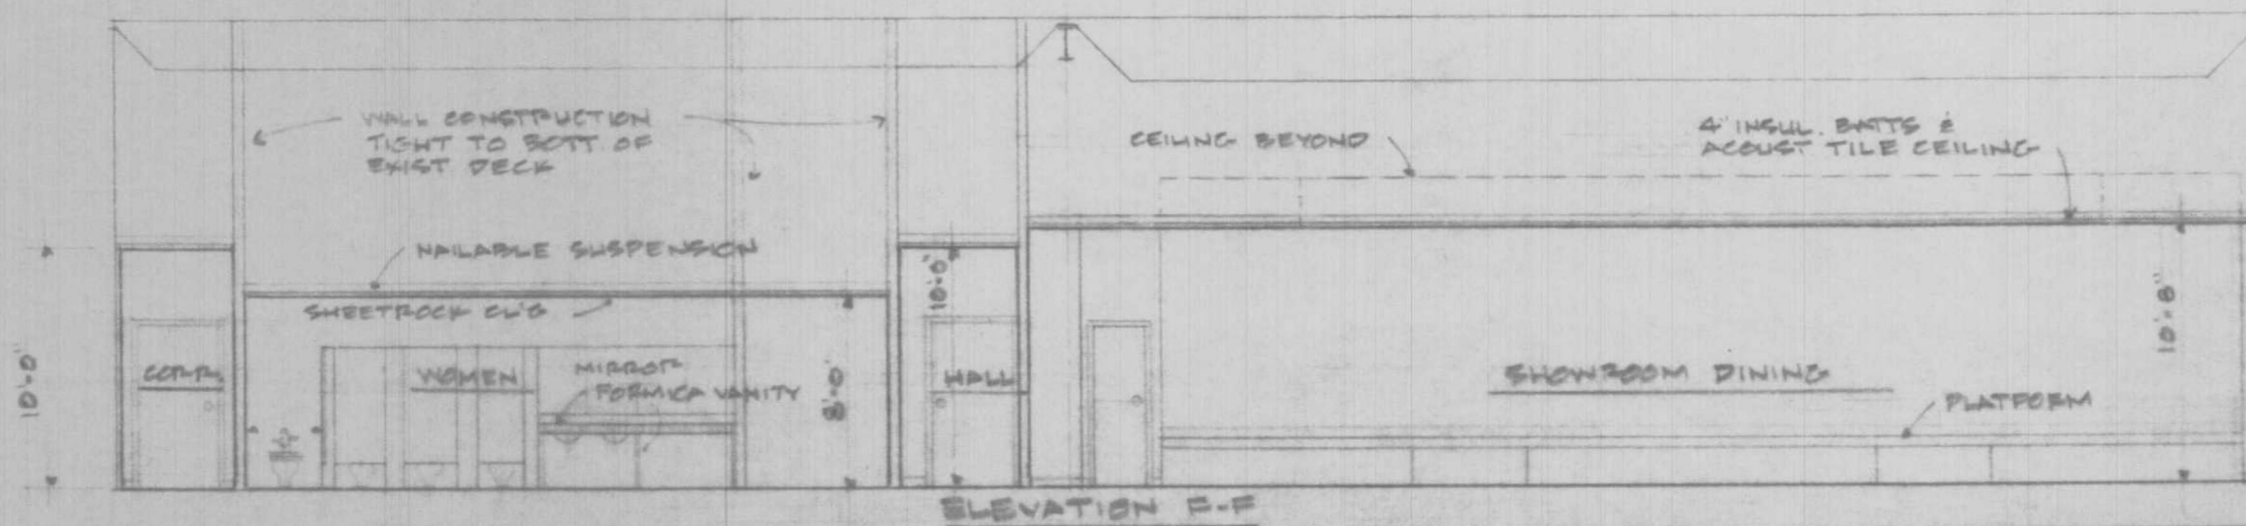 WALL CONSTRUCTION
TIGHT TO BOTT. OF
EXIST DECK
CEILING BEYOND
4" INSUL. BATTS &
ACOUST TILE CEILING
NAILABLE SUSPENSION
SHEETROCK CL'G
10'-0"
CORR.
WOMEN
MIRROR
FORMICA VANITY
8'-0"
10'-0"
HALL
SHOWROOM DINING
PLATFORM
10'-8"
ELEVATION F-F